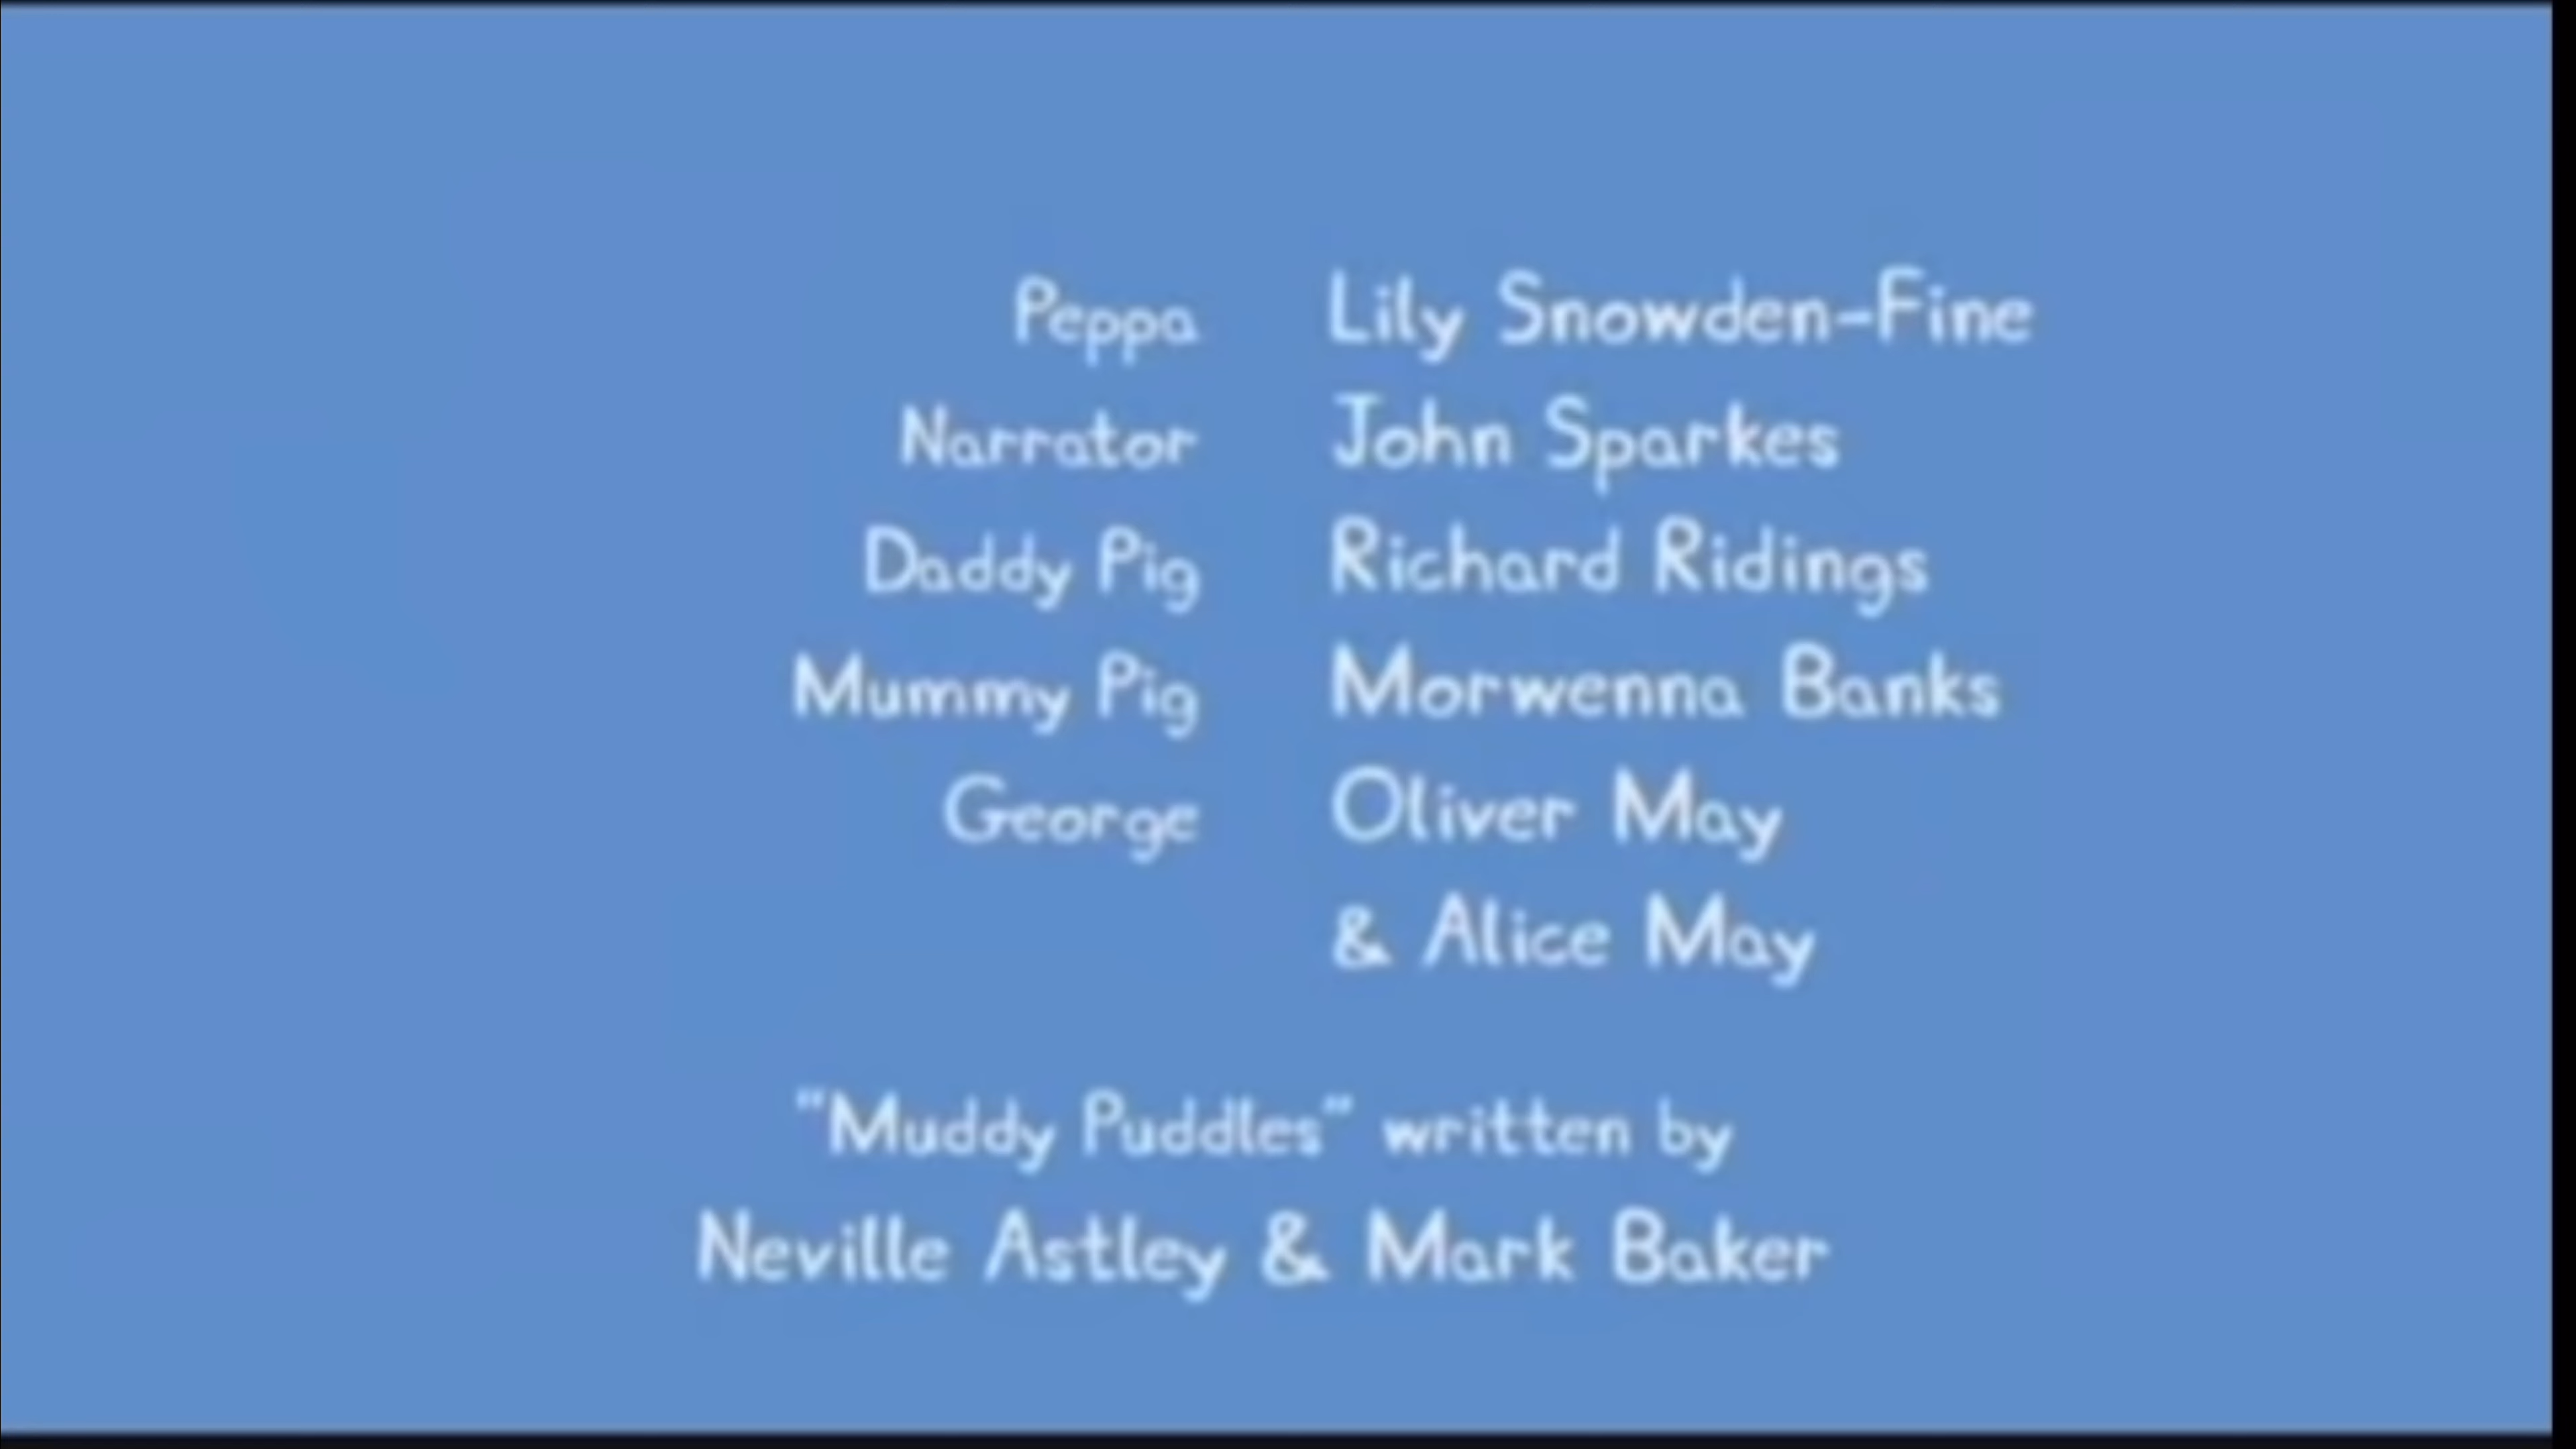 Peppa Lily Snowden-Fine
Narrator John Sparkes
Daddy Pig Richard Ridings
Mummy Pig Morwenna Banks
George Oliver May
& Alice May
"Muddy Puddles" written by
Neville Astley & Mark Baker